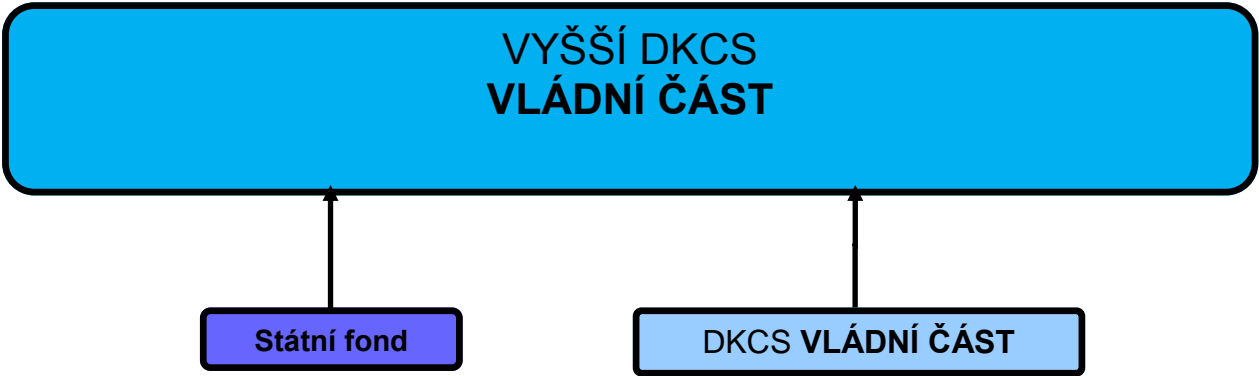 VYŠŠÍ DKCS
VLÁDNÍ ČÁST
Státní fond
DKCS VLÁDNÍ ČÁST